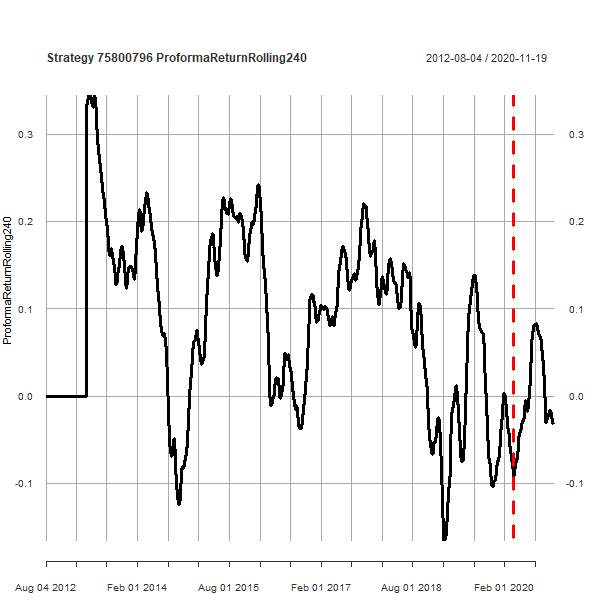 Strategy 75800796 ProformaReturnRolling240
2012-08-04 / 2020-11-19
ProformaReturnRolling240
0.3 0.3
0.2 0.2
0.1 0.1
0.0 0.0
-0.1 -0.1
Aug 04 2012 Feb 01 2014 Aug 01 2015 Feb 01 2017 Aug 01 2018 Feb 01 2020